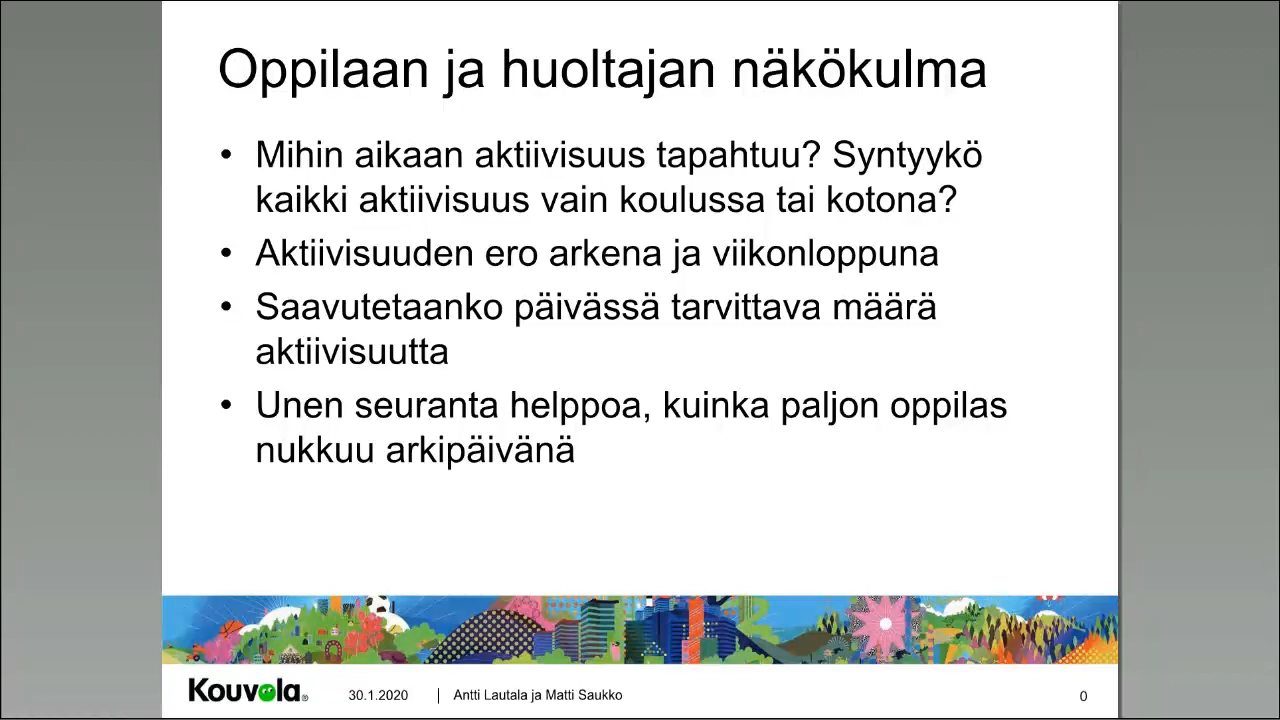 Oppilaan ja huoltajan näkökulma
• Mihin aikaan aktiivisuus tapahtuu? Syntyykö
kaikki aktiivisuus vain koulussa tai kotona?
• Aktiivisuuden ero arkena ja viikonloppuna
• Saavutetaanko päivässä tarvittava määrä
aktiivisuutta
• Unen seuranta helppoa, kuinka paljon oppilas
nukkuu arkipäivänä
Kouvola® 30.1.2020 | Antti Lautala ja Matti Saukko 0